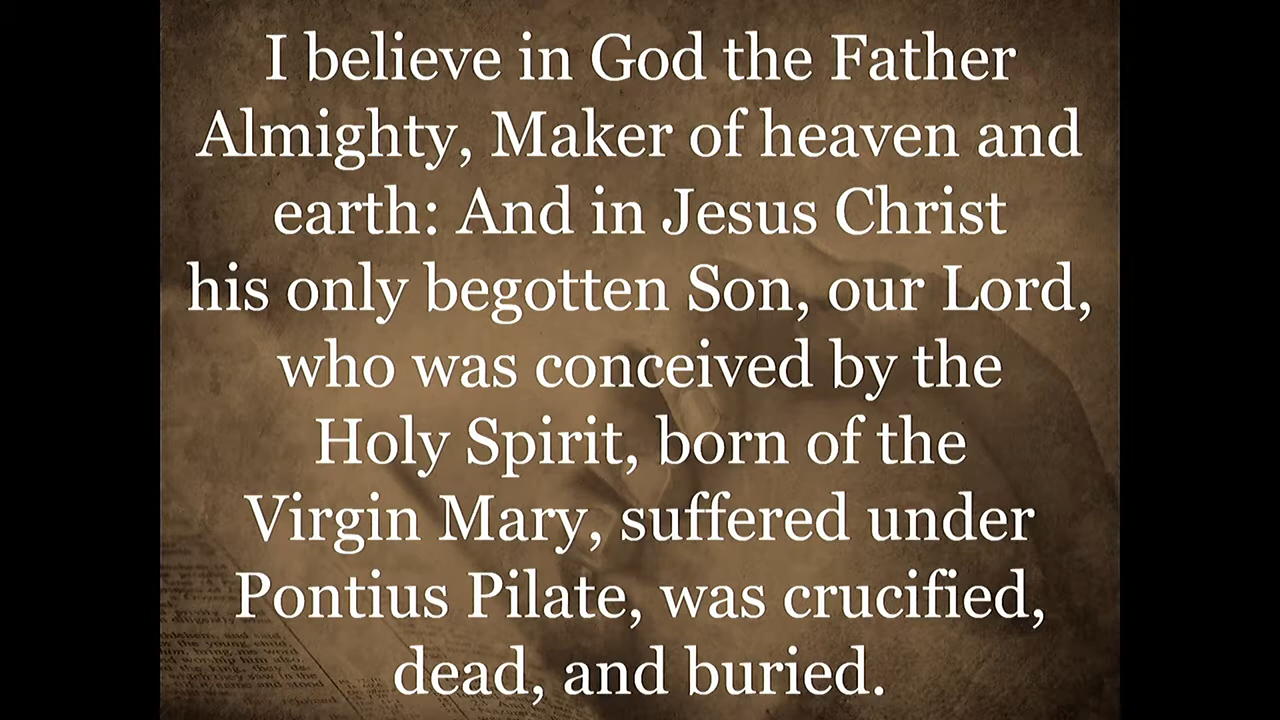 I believe in God the Father
Almighty, Maker of heaven and
earth: And in Jesus Christ
his only begotten Son, our Lord,
who was conceived by the
Holy Spirit, born of the
Virgin Mary, suffered under
Pontius Pilate, was crucified,
dead, and buried.